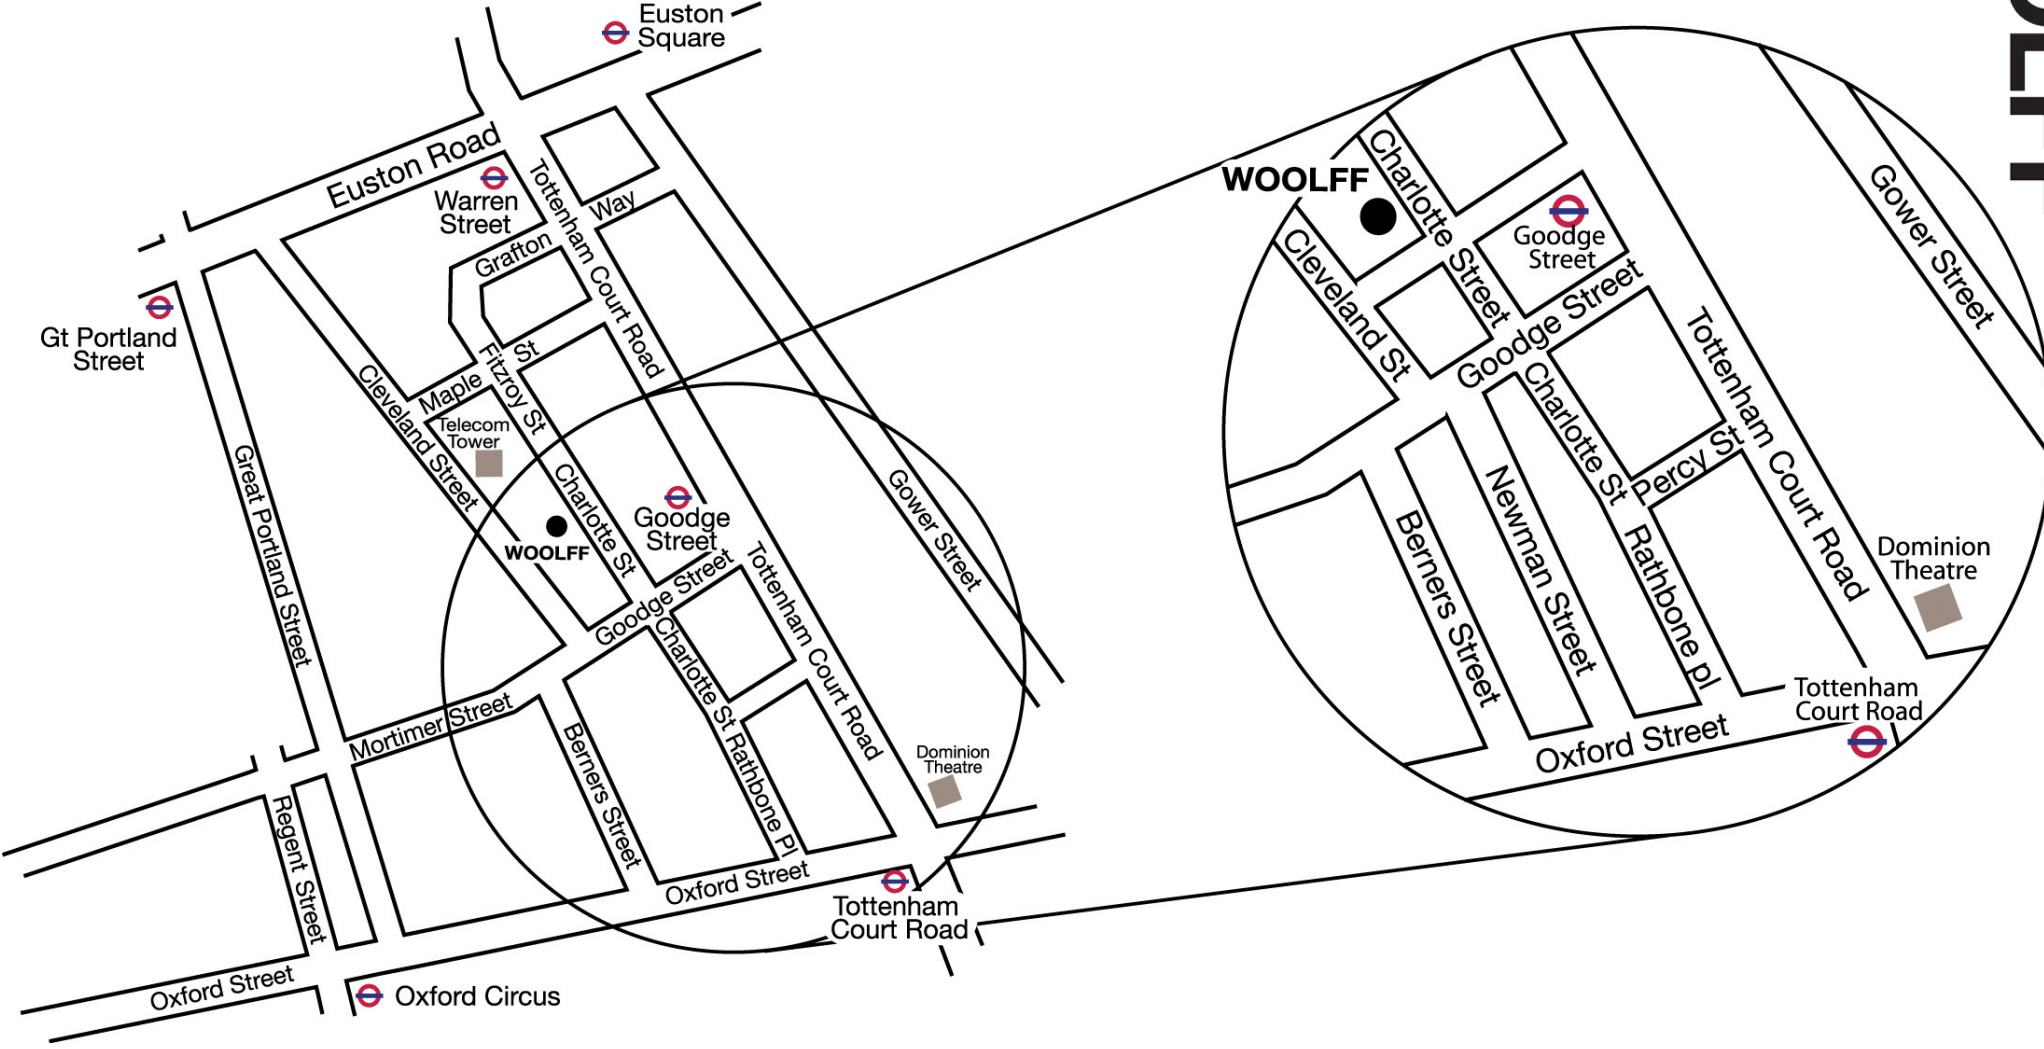 Euston
Square
Euston Road
Warren
Street
Tottenham Court Road
Way
Grafton
Gt Portland
Street
Maple
St
Fitzroy St
Cleveland Street
Telecom
Tower
Great Portland Street
Charlotte St
WOOLFF
Goodge
Street
Goodge Street
Gower Street
Tottenham Court Road
Charlotte St
Mortimer Street
Berners Street
Rathbone Pl
Dominion
Theatre
Regent Street
Oxford Street
Tottenham
Court Road
Oxford Street
Oxford Circus
WOOLFF
Charlotte Street
Goodge
Street
Gower Street
Cleveland St
Goodge Street
Charlotte St
Tottenham Court Road
Percy St
Newman Street
Berners Street
Rathbone pl
Dominion
Theatre
Tottenham
Court Road
Oxford Street